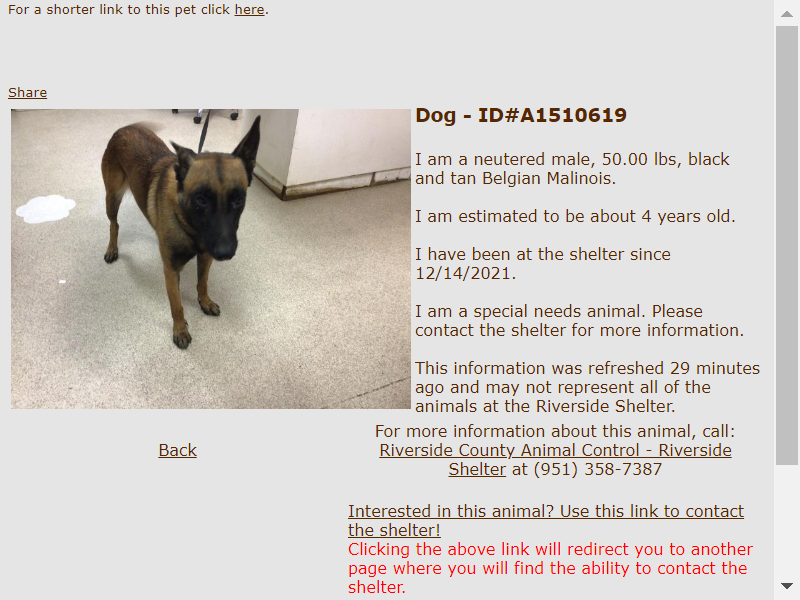 For a shorter link to this pet click here.
Share
Dog - ID#A1510619
I am a neutered male, 50.00 lbs, black
and tan Belgian Malinois.
I am estimated to be about 4 years old.
I have been at the shelter since
12/14/2021.
I am a special needs animal. Please
contact the shelter for more information.
This information was refreshed 29 minutes
ago and may not represent all of the
animals at the Riverside Shelter.
Back
For more information about this animal, call:
Riverside County Animal Control - Riverside
Shelter at (951) 358-7387
Interested in this animal? Use this link to contact
the shelter!
Clicking the above link will redirect you to another
page where you will find the ability to contact the
shelter.